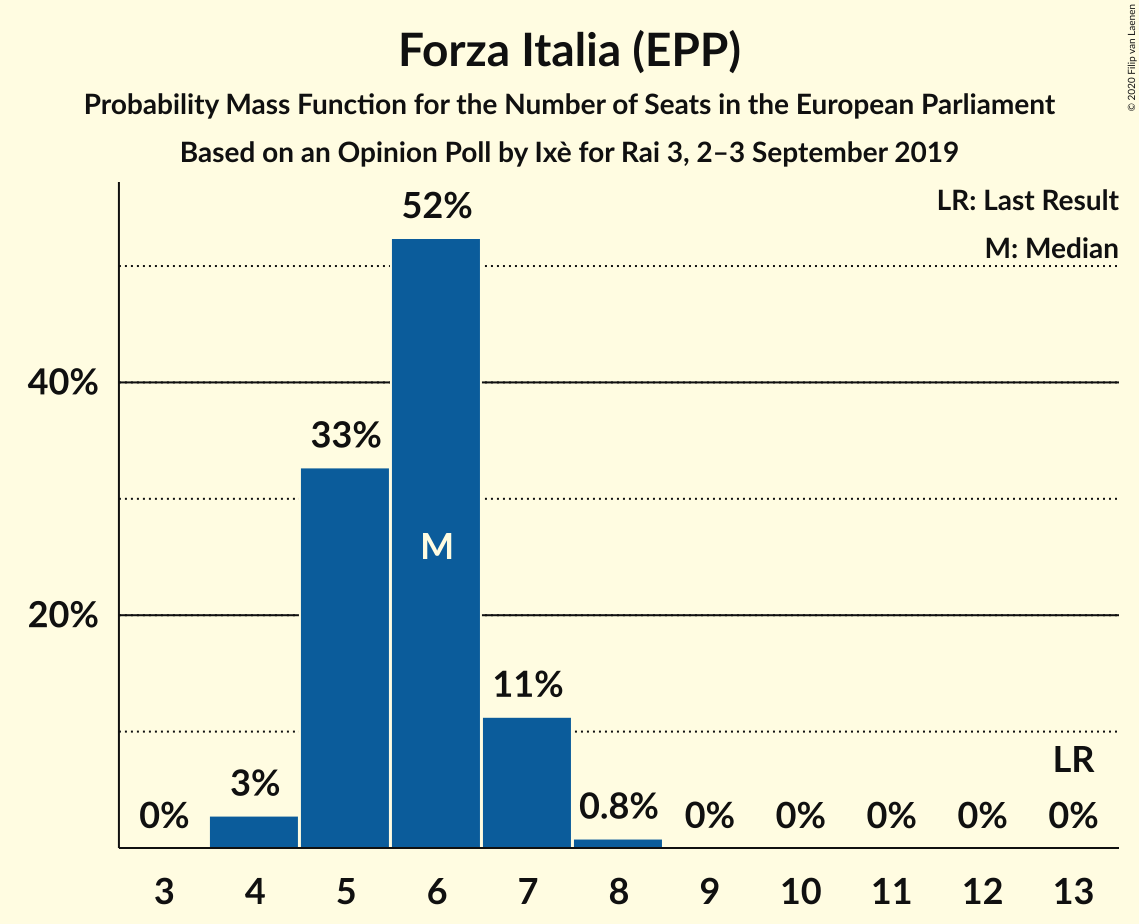 Forza Italia (EPP)
Probability Mass Function for the Number of Seats in the European Parliament
Based on an Opinion Poll by Ixè for Rai 3, 2–3 September 2019
© 2020 Filip van Laenen
LR: Last Result
M: Median
52%
40%
33%
M
20%
11%
LR
3%
0.8%
0% 0% 0% 0% 0% 0%
3 4 5 6 7 8 9 10 11 12 13